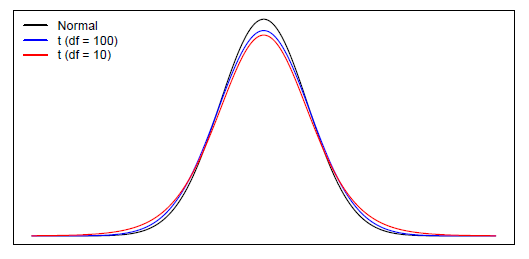 Normal
t (df = 100)
t (df = 10)